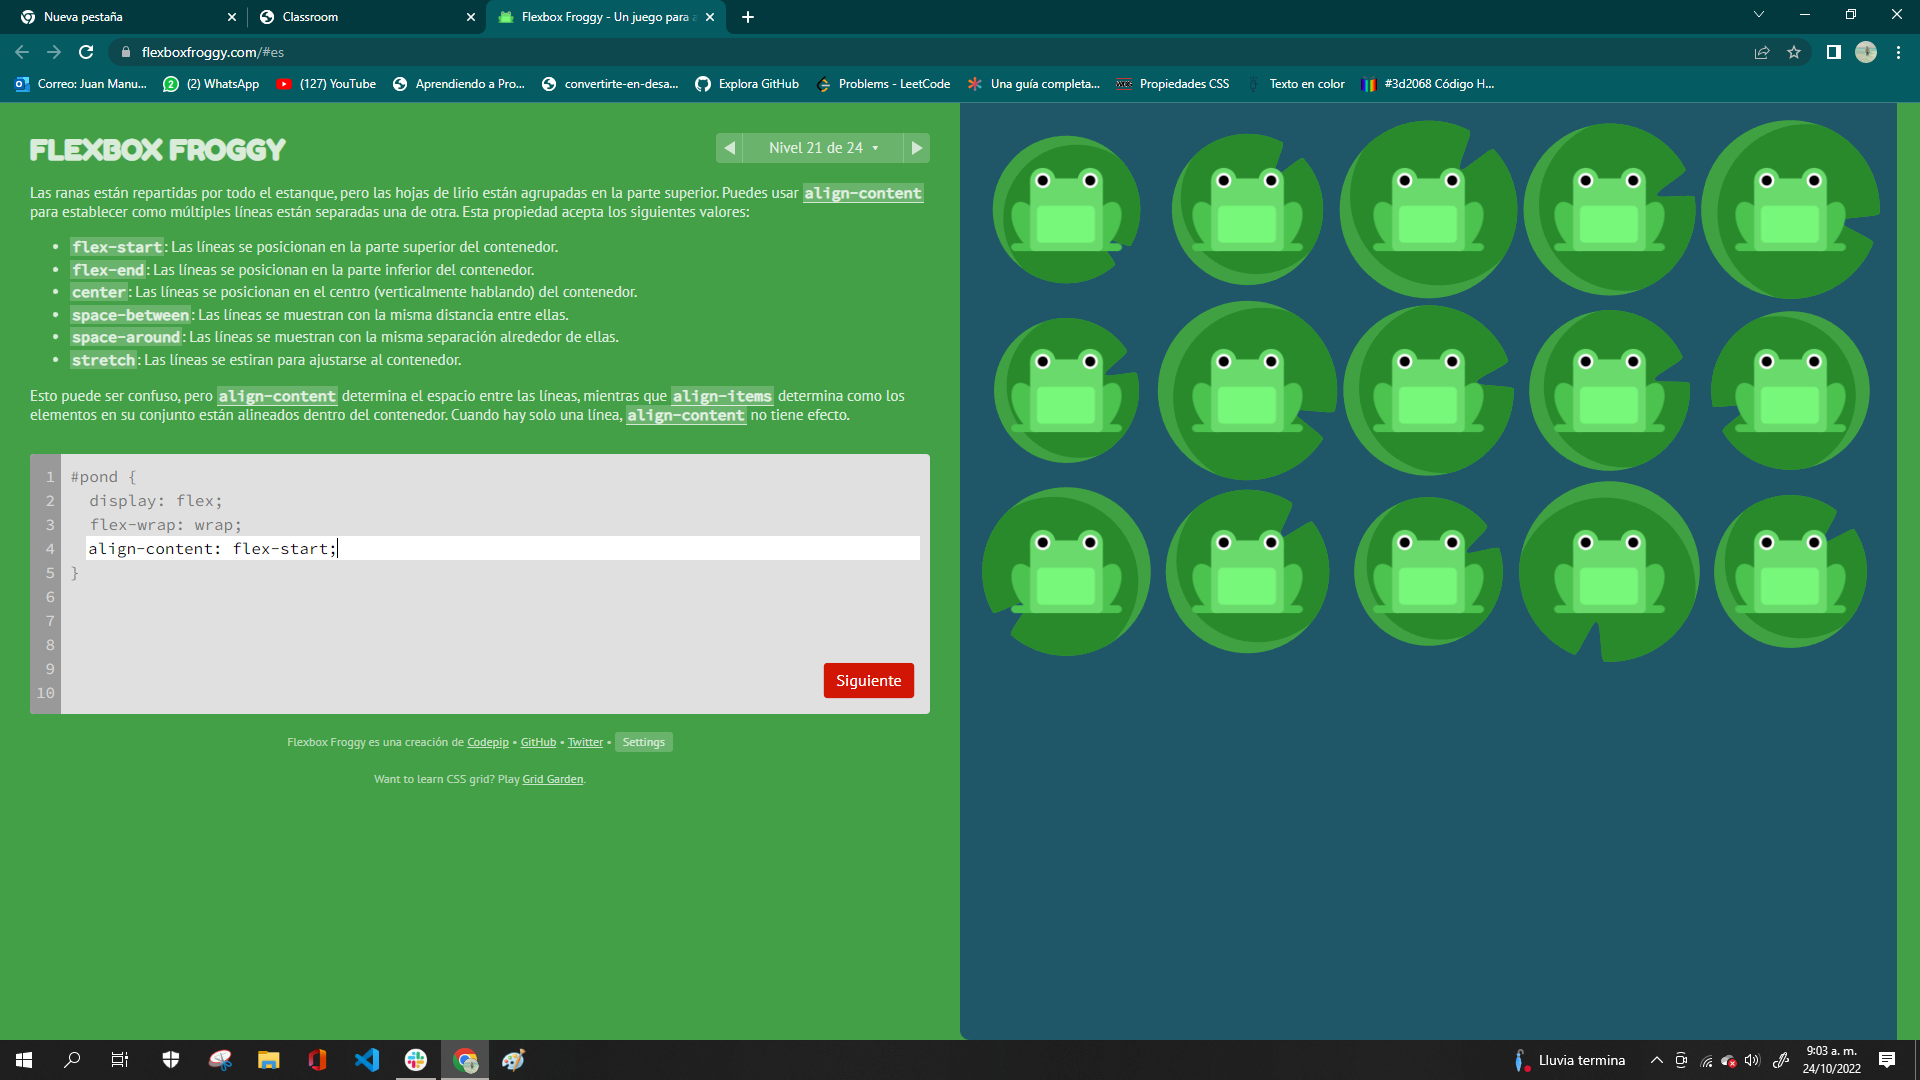 Nueva pestaña
Classroom
Flexbox Froggy - Un juego para a
flexboxfroggy.com/#es
Correo: Juan Manu...
(2) WhatsApp
(127) YouTube
Aprendiendo a Pro...
convertirte-en-desa...
Explora GitHub
Problems - LeetCode
Una guía completa...
Propiedades CSS
Texto en color
#3d2068 Código H...
FLEXBOX FROGGY
Nivel 21 de 24
Las ranas están repartidas por todo el estanque, pero las hojas de lirio están agrupadas en la parte superior. Puedes usar align-content
para establecer como múltiples líneas están separadas una de otra. Esta propiedad acepta los siguientes valores:
• flex-start: Las líneas se posicionan en la parte superior del contenedor.
• flex-end: Las líneas se posicionan en la parte inferior del contenedor.
• center: Las líneas se posicionan en el centro (verticalmente hablando) del contenedor.
• space-between: Las líneas se muestran con la misma distancia entre ellas.
• space-around: Las líneas se muestran con la misma separación alrededor de ellas.
• stretch: Las líneas se estiran para ajustarse al contenedor.
Esto puede ser confuso, pero align-content determina el espacio entre las líneas, mientras que align-items determina como los
elementos en su conjunto están alineados dentro del contenedor. Cuando hay solo una línea, align-content no tiene efecto.
1 #pond {
2 display: flex;
3 flex-wrap: wrap;
4 align-content: flex-start;
5 }
6
7
8
9
10
Siguiente
Flexbox Froggy es una creación de Codepip • GitHub • Twitter • Settings
Want to learn CSS grid? Play Grid Garden.
Lluvia termina
9:03 a. m.
24/10/2022